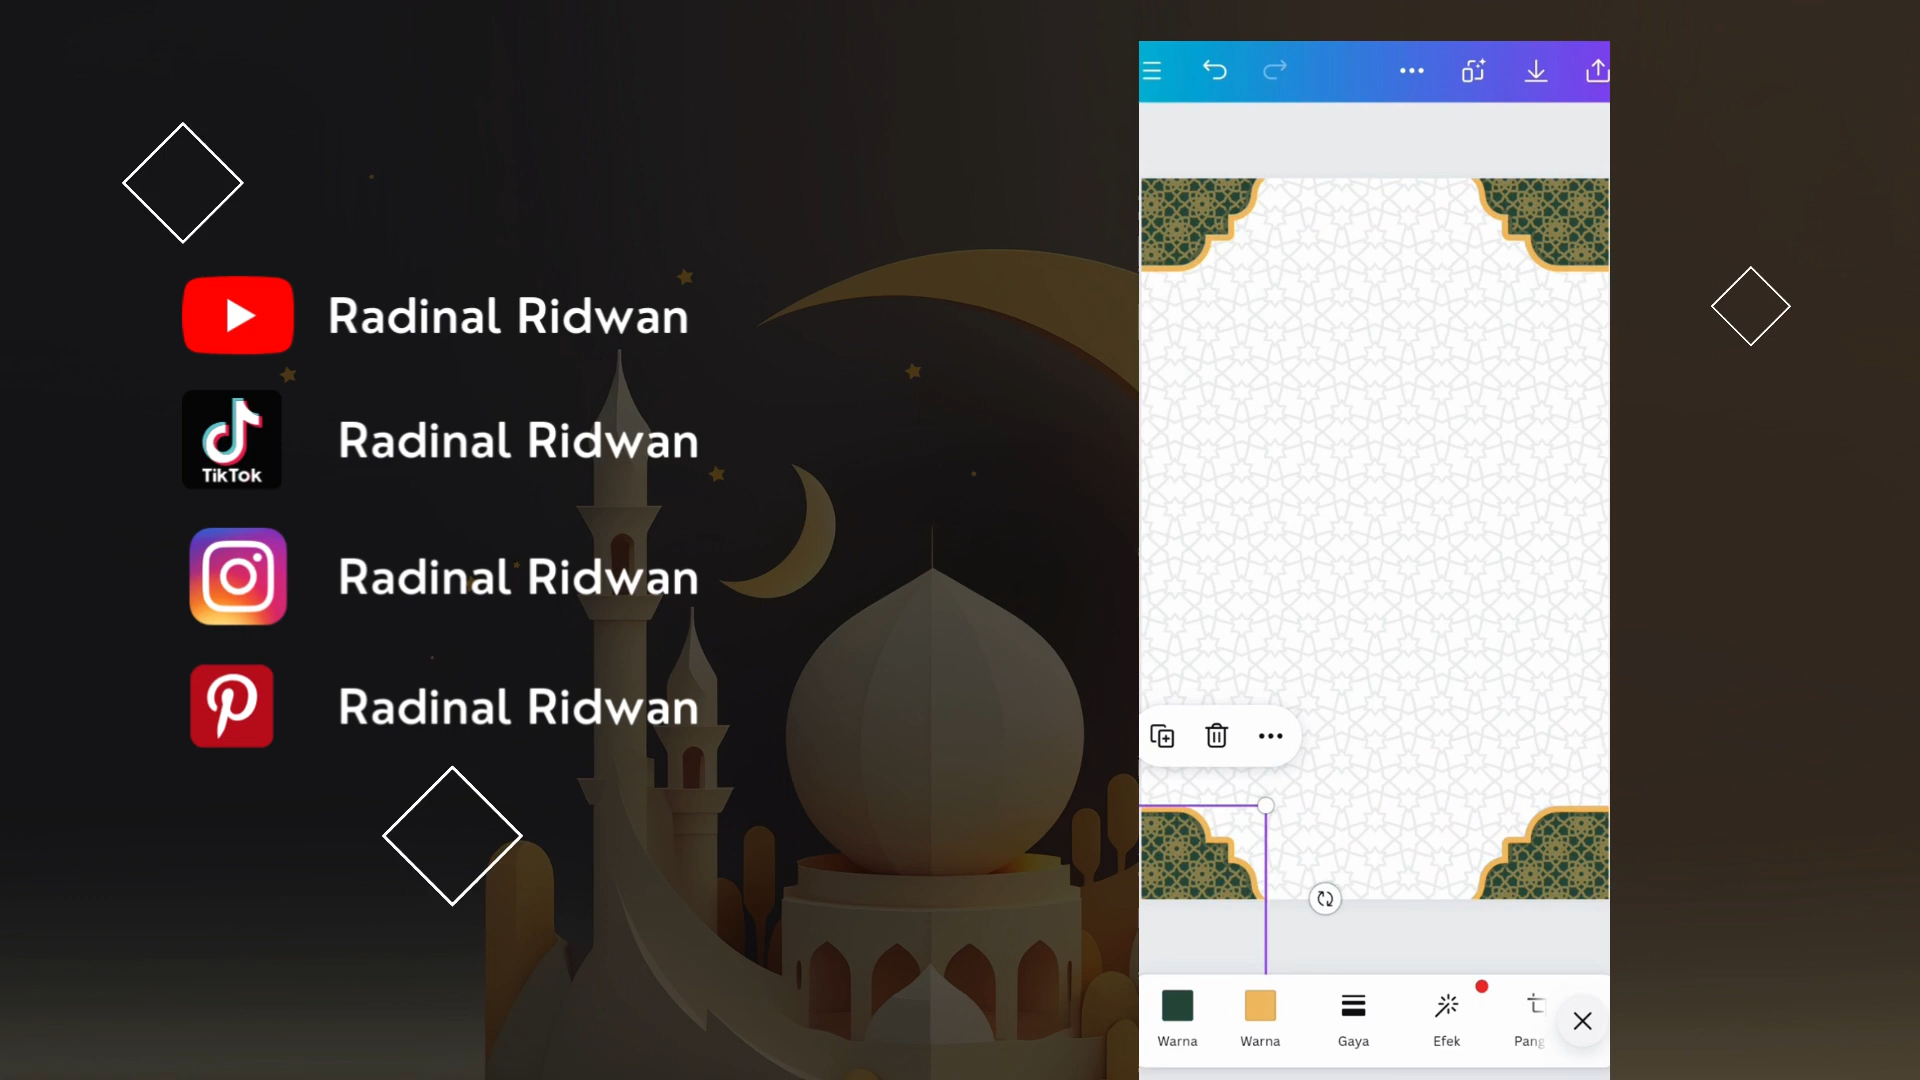 Radinal Ridwan
TikTok
Radinal Ridwan
Radinal Ridwan
Radinal Ridwan
Warna
Warna
Gaya
Efek
Pang